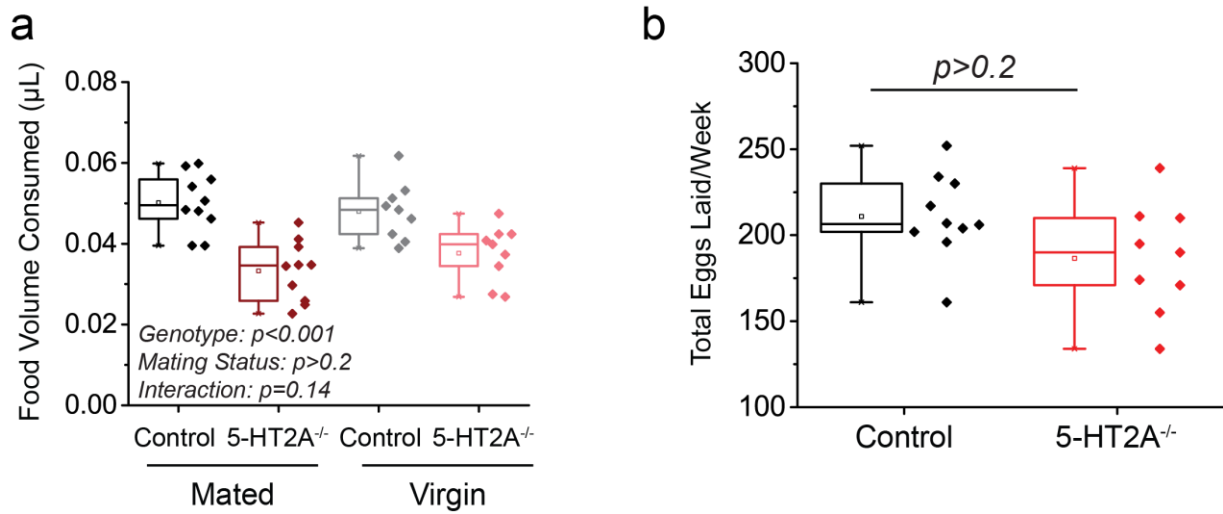 a
Food Volume Consumed (µL)
0.08
0.06
0.04
0.02
0.00
Genotype: p<0.001
Mating Status: p>0.2
Interaction: p=0.14
Control 5-HT2A-/- Control 5-HT2A-/-
Mated Virgin
b
Total Eggs Laid/Week
300
250
200
150
100
p>0.2
Control 5-HT2A-/-